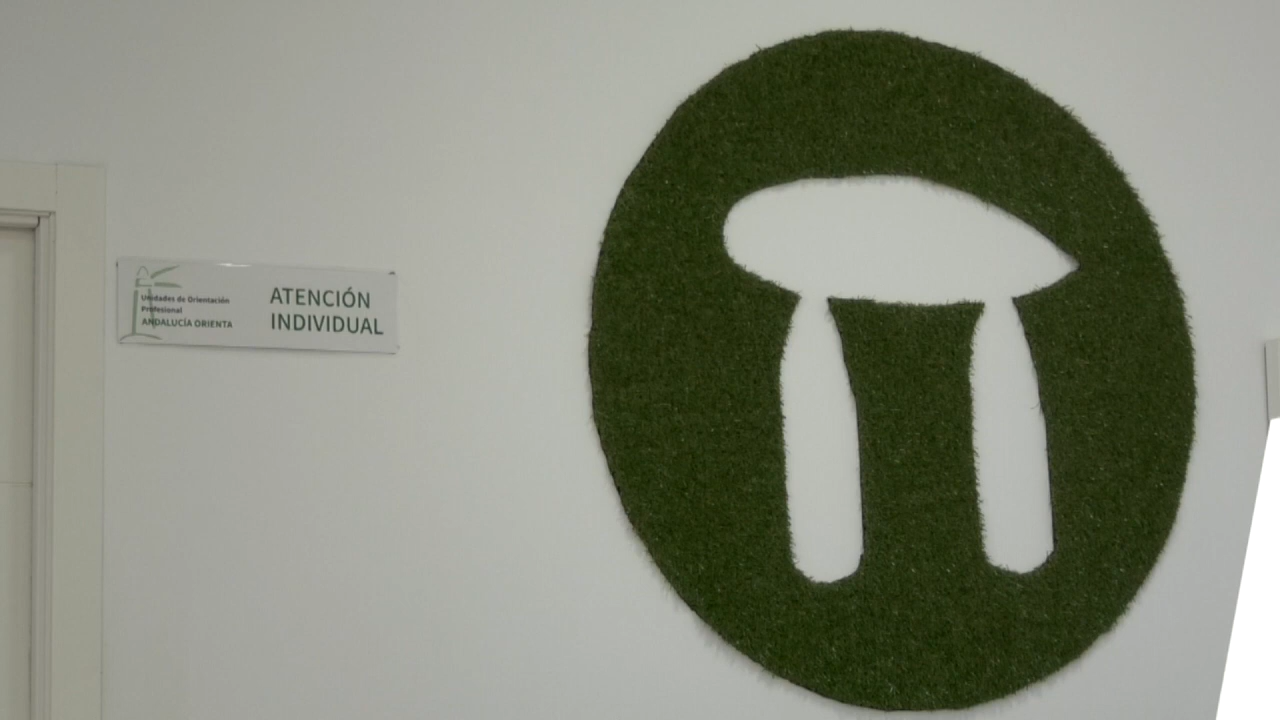 Unidades de Orientación
Profesional
ANDALUCÍA ORIENTA
ATENCIÓN
INDIVIDUAL